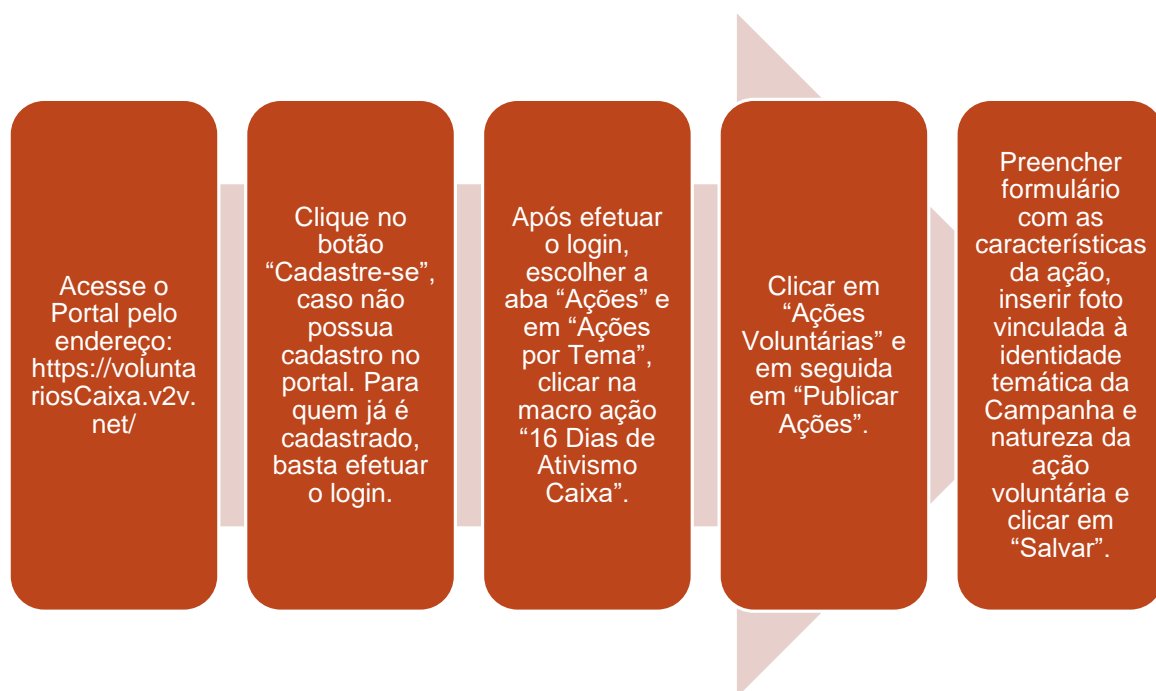 Acesse o
Portal pelo
endereço:
https://volunta
riosCaixa.v2v.
net/
Clique no
botão
“Cadastre-se”,
caso não
possua
cadastro no
portal. Para
quem já é
cadastrado,
basta efetuar
o login.
Após efetuar
o login,
escolher a
aba “Ações” e
em “Ações
por Tema”,
clicar na
macro ação
“16 Dias de
Ativismo
Caixa”.
Clicar em
“Ações
Voluntárias” e
em seguida
em “Publicar
Ações”.
Preencher
formulário
com as
características
da ação,
inserir foto
vinculada à
identidade
temática da
Campanha e
natureza da
ação
voluntária e
clicar em
“Salvar”.